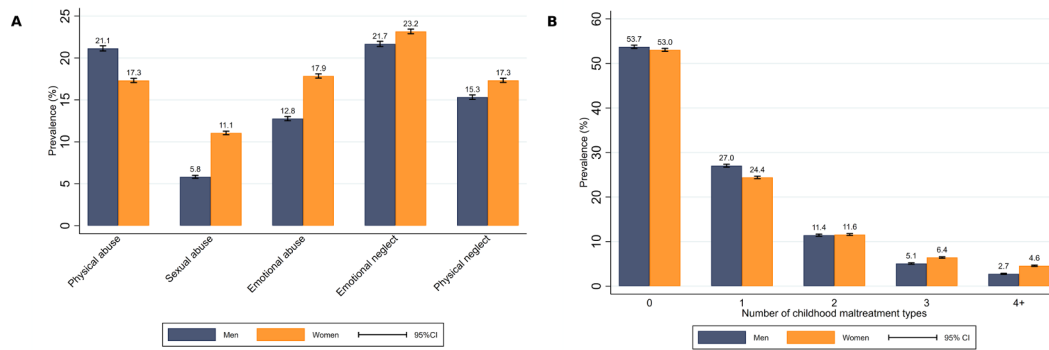 A
Prevalence (%)
25
20
15
10
5
0
21.1
17.3
5.8
11.1
12.8
17.9
21.7
23.2
15.3
17.3
Physical abuse
Sexual abuse
Emotional abuse
Emotional neglect
Physical neglect
Men Women 95%CI
B
Prevalence (%)
60
50
40
30
20
10
0
53.7
53.0
27.0
24.4
11.4
11.6
5.1
6.4
2.7
4.6
0 1 2 3 4+
Number of childhood maltreatment types
Men Women 95% CI